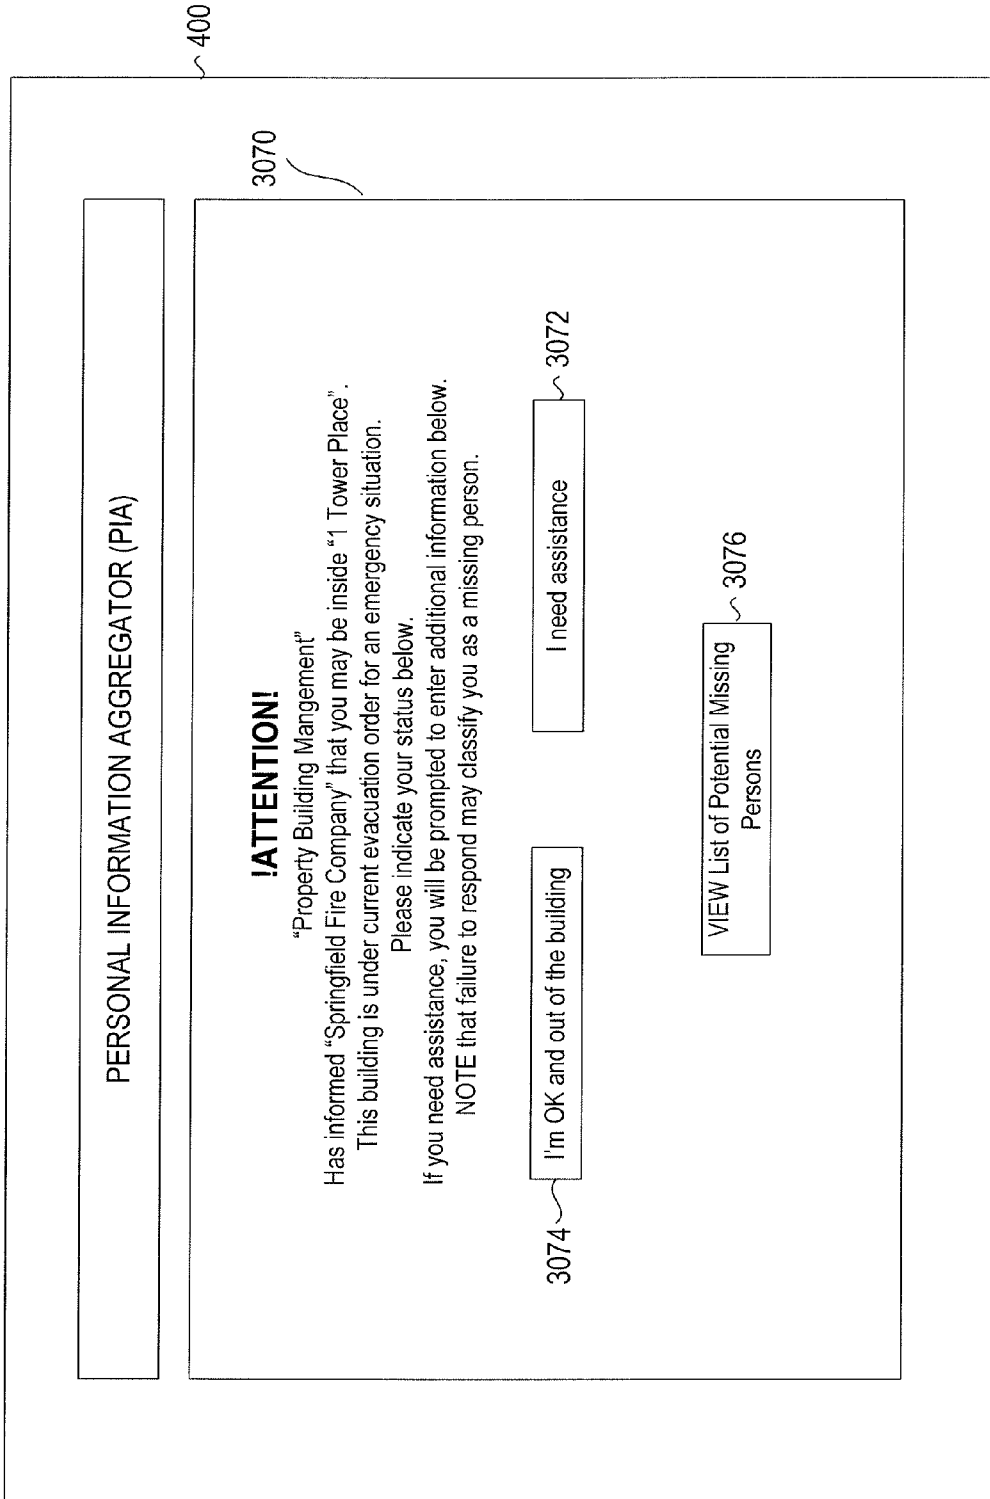 400
PERSONAL INFORMATION AGGREGATOR (PIA)
3070
!ATTENTION!
“Property Building Mangement”
Has informed “Springfield Fire Company” that you may be inside “1 Tower Place”.
This building is under current evacuation order for an emergency situation.
Please indicate your status below.
If you need assistance, you will be prompted to enter additional information below.
NOTE that failure to respond may classify you as a missing person.
3074
I'm OK and out of the building
I need assistance
3072
VIEW List of Potential Missing
Persons
3076